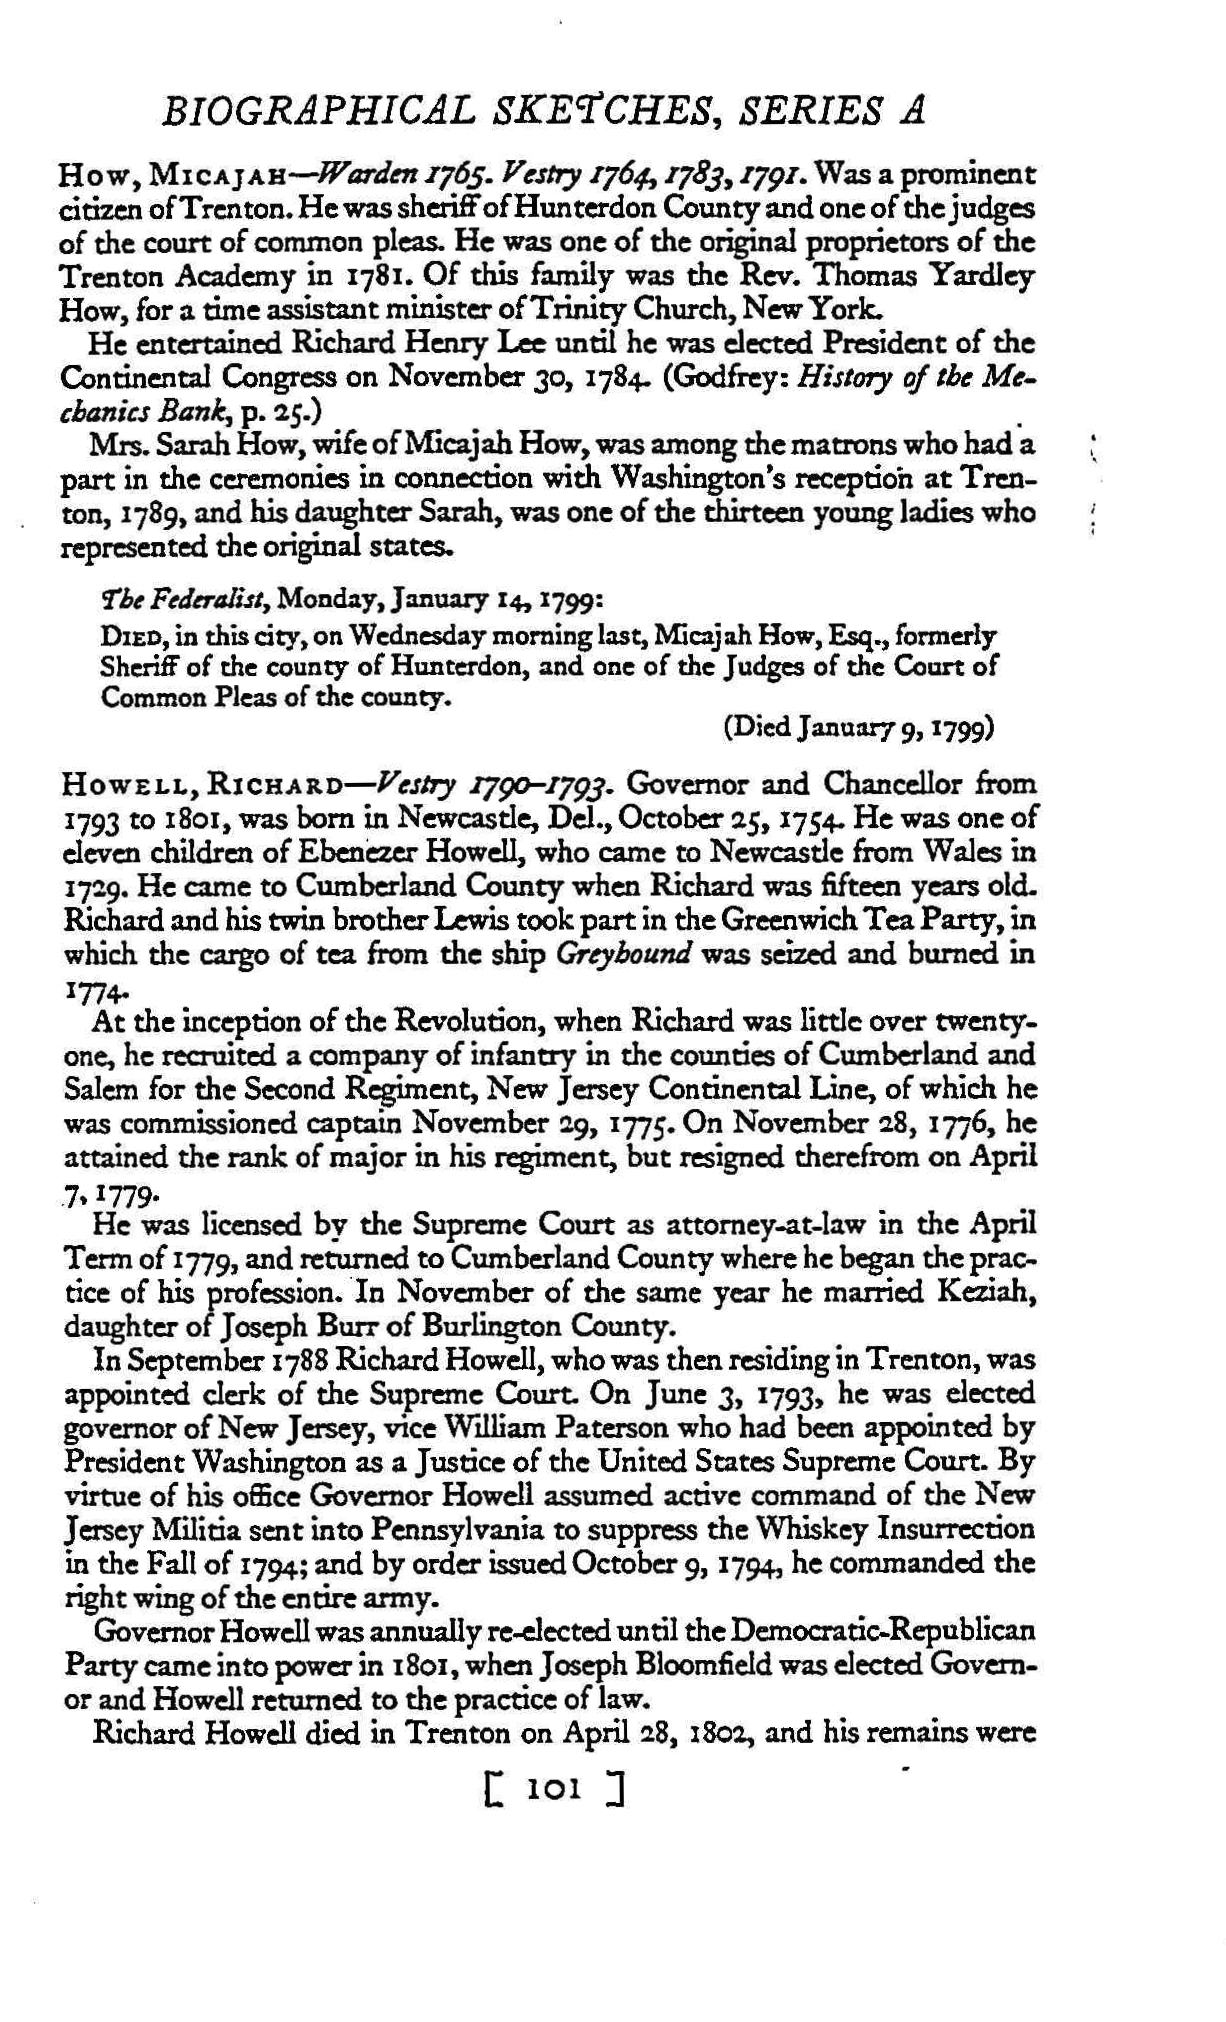 BIOGRAPHICAL SKETCHES, SERIES A
HOW, MICAJAH—Warden 1765. Vestry 1764, 1783, 1791. Was a prominent
citizen of Trenton. He was sheriff of Hunterdon County and one of the judges
of the court of common pleas. He was one of the original proprietors of the
Trenton Academy in 1781. Of this family was the Rev. Thomas Yardley
How, for a time assistant minister of Trinity Church, New York.
He entertained Richard Henry Lee until he was elected President of the
Continental Congress on November 30, 1784. (Godfrey: History of the Me-
chanics Bank, p. 25.)
Mrs. Sarah How, wife of Micajah How, was among the matrons who had a
part in the ceremonies in connection with Washington's reception at Tren-
ton, 1789, and his daughter Sarah, was one of the thirteen young ladies who
represented the original states.
The Federalist, Monday, January 14, 1799:
DIED, in this city, on Wednesday morning last, Micajah How, Esq., formerly
Sheriff of the county of Hunterdon, and one of the Judges of the Court of
Common Pleas of the county.
(Died January 9, 1799)
HOWELL, RICHARD—Vestry 1790–1793. Governor and Chancellor from
1793 to 1801, was born in Newcastle, Del., October 25, 1754. He was one of
eleven children of Ebenezer Howell, who came to Newcastle from Wales in
1729. He came to Cumberland County when Richard was fifteen years old.
Richard and his twin brother Lewis took part in the Greenwich Tea Party, in
which the cargo of tea from the ship Greyhound was seized and burned in
1774.
At the inception of the Revolution, when Richard was little over twenty-
one, he recruited a company of infantry in the counties of Cumberland and
Salem for the Second Regiment, New Jersey Continental Line, of which he
was commissioned captain November 29, 1775. On November 28, 1776, he
attained the rank of major in his regiment, but resigned therefrom on April
7, 1779.
He was licensed by the Supreme Court as attorney-at-law in the April
Term of 1779, and returned to Cumberland County where he began the prac-
tice of his profession. In November of the same year he married Keziah,
daughter of Joseph Burr of Burlington County.
In September 1788 Richard Howell, who was then residing in Trenton, was
appointed clerk of the Supreme Court. On June 3, 1793, he was elected
governor of New Jersey, vice William Paterson who had been appointed by
President Washington as a Justice of the United States Supreme Court. By
virtue of his office Governor Howell assumed active command of the New
Jersey Militia sent into Pennsylvania to suppress the Whiskey Insurrection
in the Fall of 1794; and by order issued October 9, 1794, he commanded the
right wing of the entire army.
Governor Howell was annually re-elected until the Democratic-Republican
Party came into power in 1801, when Joseph Bloomfield was elected Govern-
or and Howell returned to the practice of law.
Richard Howell died in Trenton on April 28, 1802, and his remains were
[ 101 ]